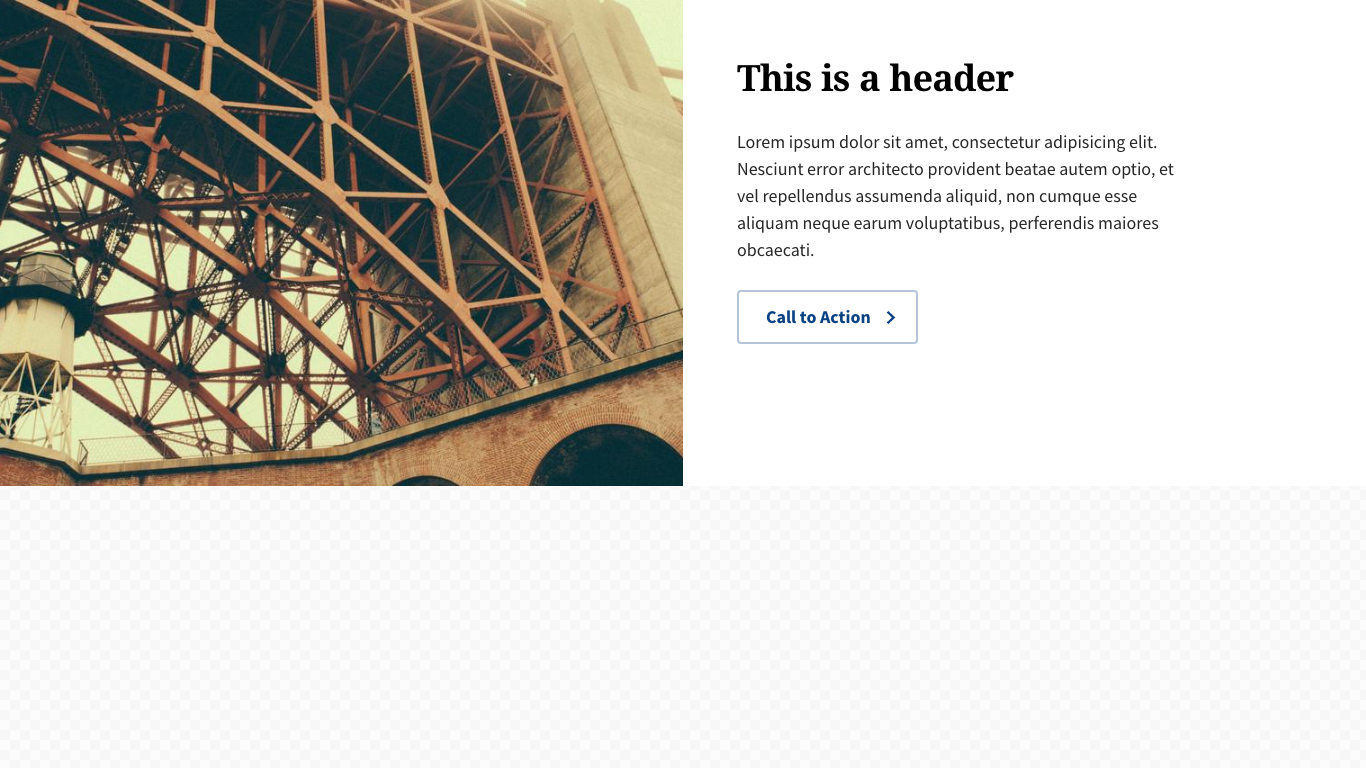 This is a header
Lorem ipsum dolor sit amet, consectetur adipisicing elit.
Nesciunt error architecto provident beatae autem optio, et
vel repellendus assumenda aliquid, non cumque esse
aliquam neque earum voluptatibus, perferendis maiores
obcaecati.
Call to Action